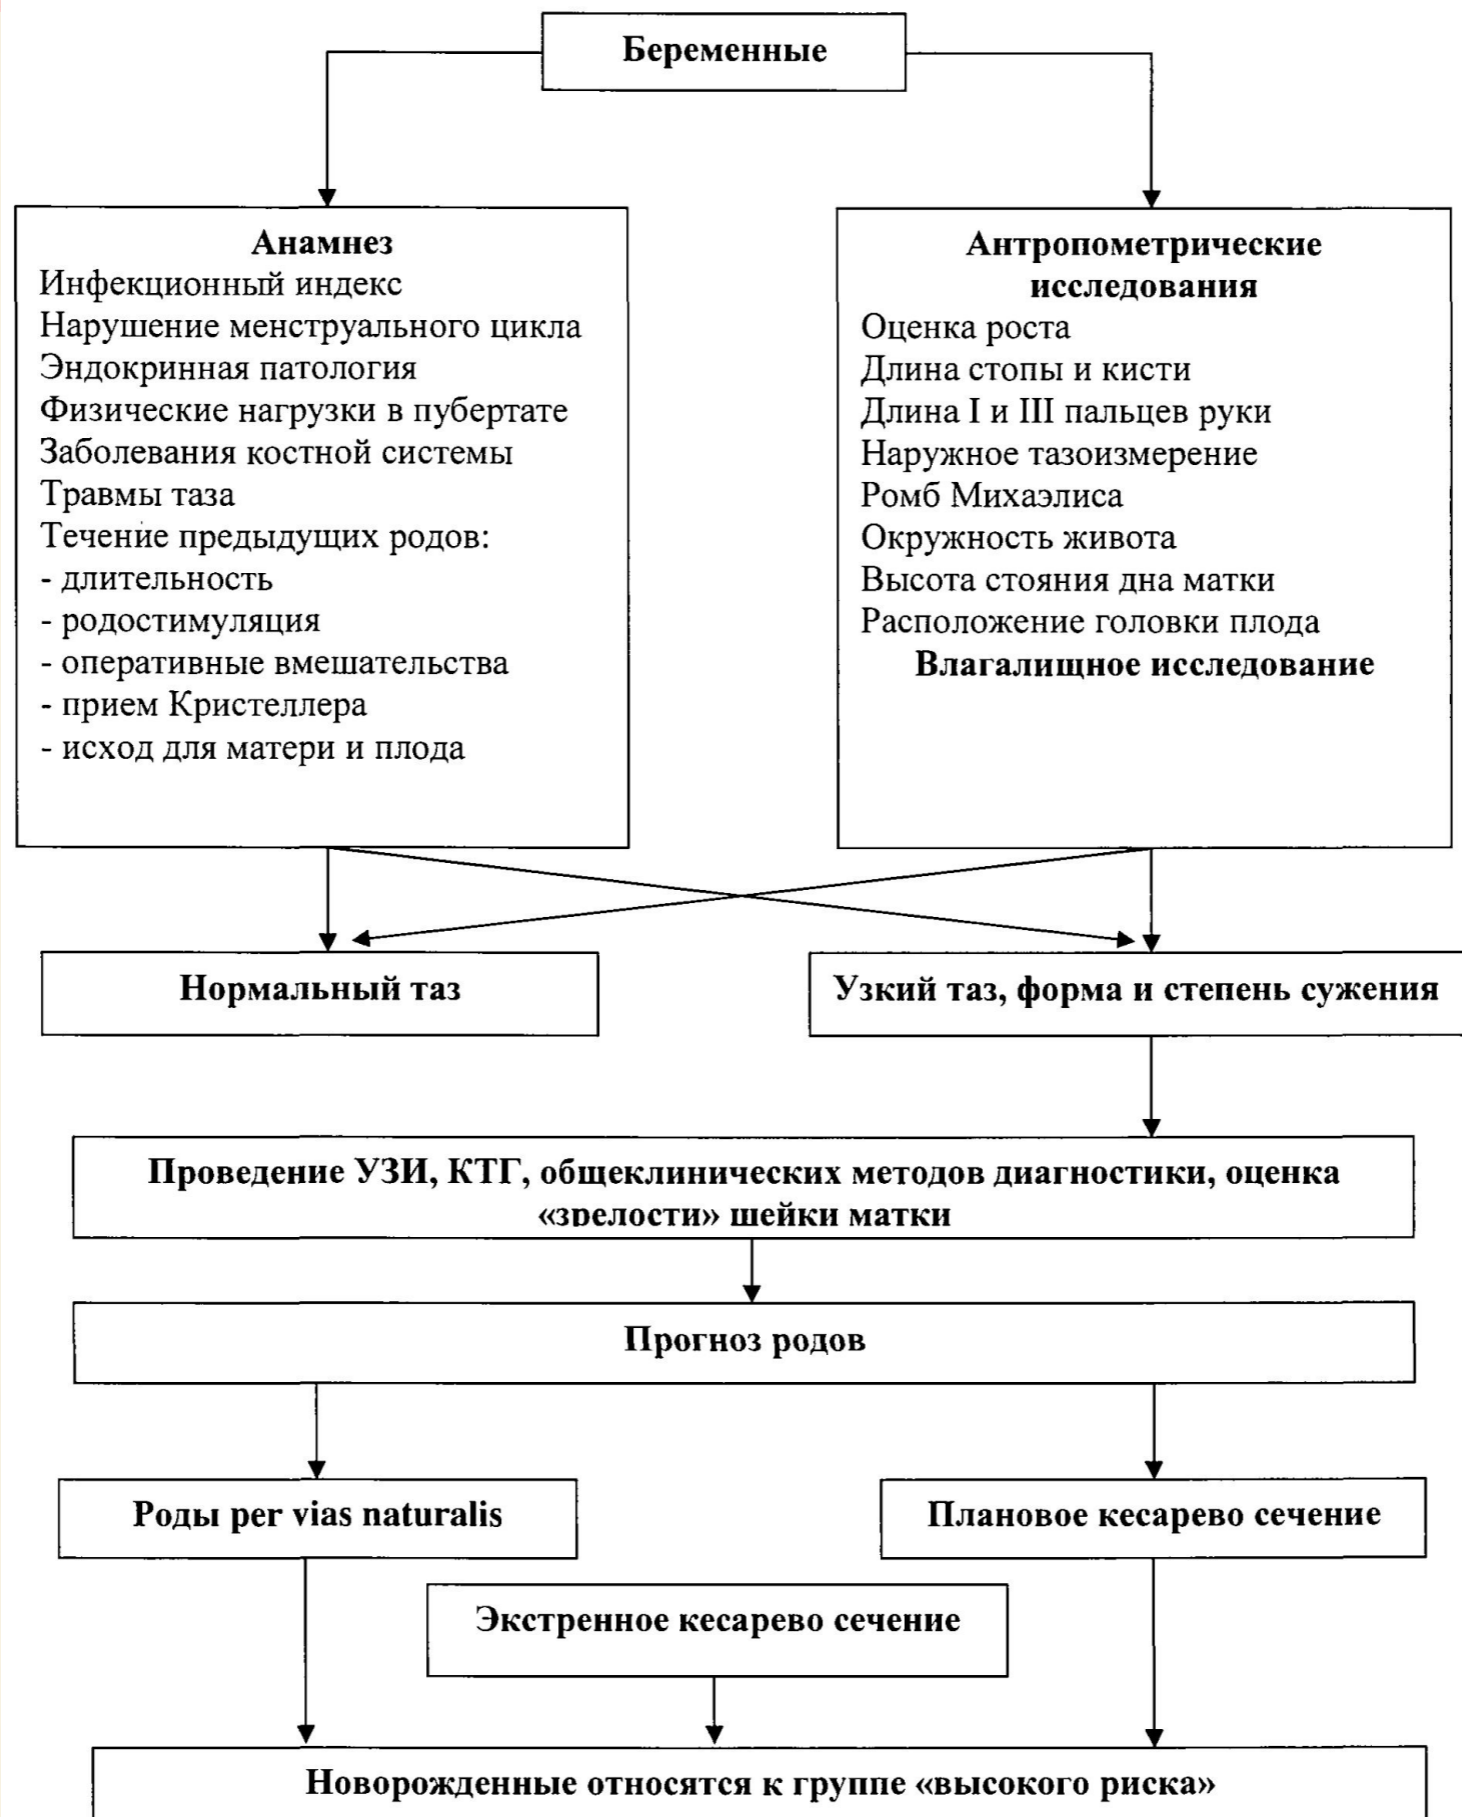 Беременные
Анамнез
Инфекционный индекс
Нарушение менструального цикла
Эндокринная патология
Физические нагрузки в пубертате
Заболевания костной системы
Травмы таза
Течение предыдущих родов:
- длительность
- родостимуляция
- оперативные вмешательства
- прием Кристеллера
- исход для матери и плода
Антропометрические
исследования
Оценка роста
Длина стопы и кисти
Длина I и III пальцев руки
Наружное тазоизмерение
Ромб Михаэлиса
Окружность живота
Высота стояния дна матки
Расположение головки плода
Влагалищное исследование
Нормальный таз
Узкий таз, форма и степень сужения
Проведение УЗИ, КТГ, общеклинических методов диагностики, оценка
«зрелости» шейки матки
Прогноз родов
Роды per vias naturalis
Плановое кесарево сечение
Экстренное кесарево сечение
Новорожденные относятся к группе «высокого риска»